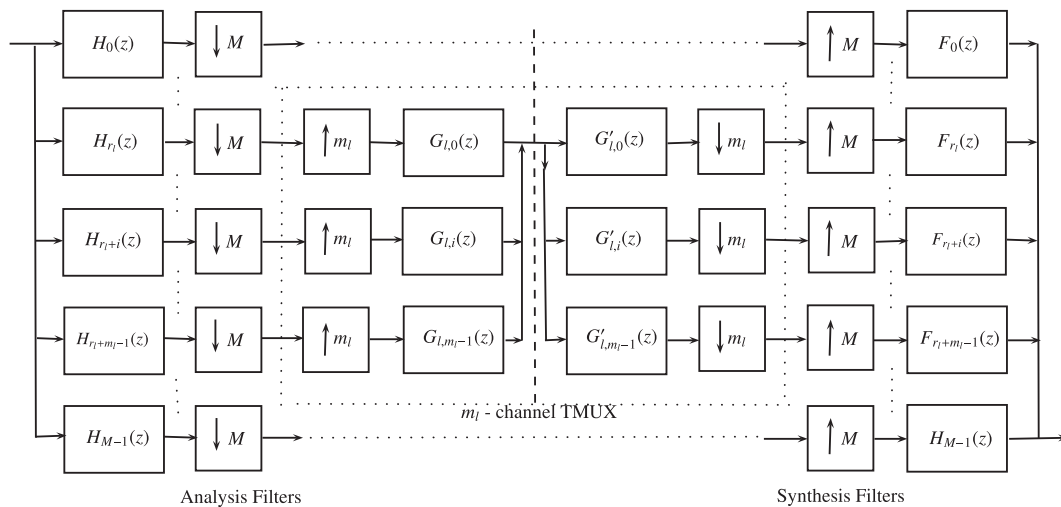 H_0(z) ↓ M ↑ M F_0(z)
H_{r_l}(z) ↓ M ↑ m_l G_{l,0}(z) G'_{l,0}(z) ↓ m_l ↑ M F_{r_l}(z)
H_{r_l+i}(z) ↓ M ↑ m_l G_{l,i}(z) G'_{l,i}(z) ↓ m_l ↑ M F_{r_l+i}(z)
H_{r_l+m_l-1}(z) ↓ M ↑ m_l G_{l,m_l-1}(z) G'_{l,m_l-1}(z) ↓ m_l ↑ M F_{r_l+m_l-1}(z)
m_l - channel TMUX
H_{M-1}(z) ↓ M ↑ M H_{M-1}(z)
Analysis Filters Synthesis Filters